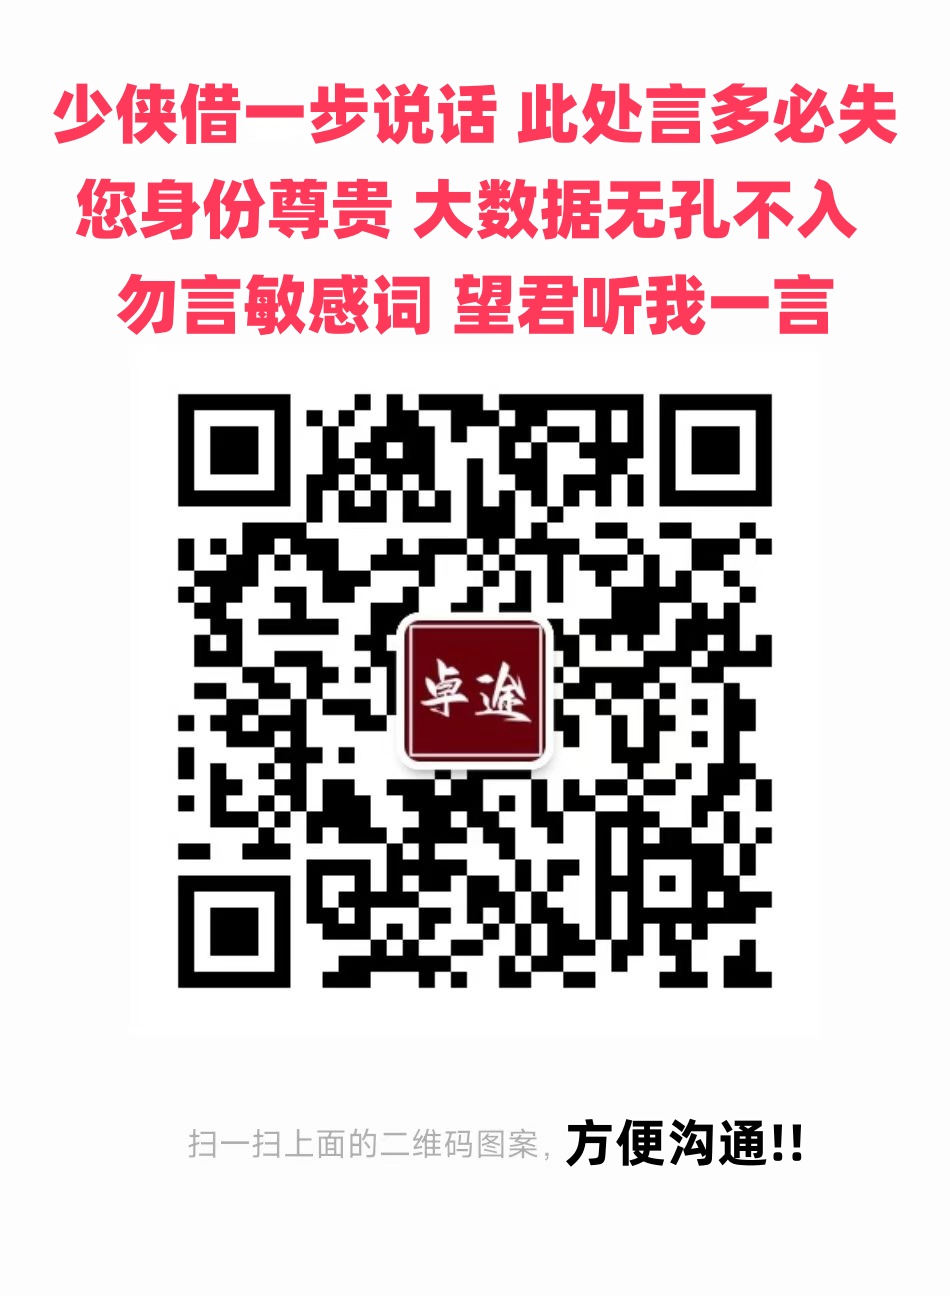 少侠借一步说话 此处言多必失
您身份尊贵 大数据无孔不入
勿言敏感词 望君听我一言
卓途
扫一扫上面的二维码图案，方便沟通!!